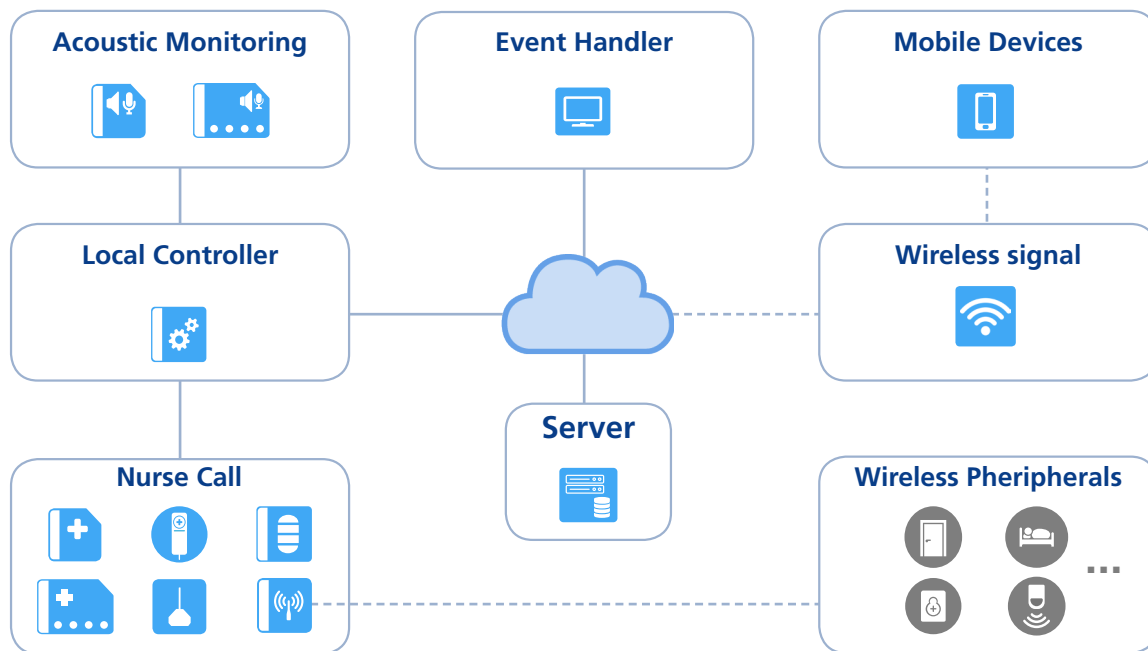 Acoustic Monitoring
Event Handler
Mobile Devices
Local Controller
Wireless signal
Server
Nurse Call
Wireless Pheripherals
...